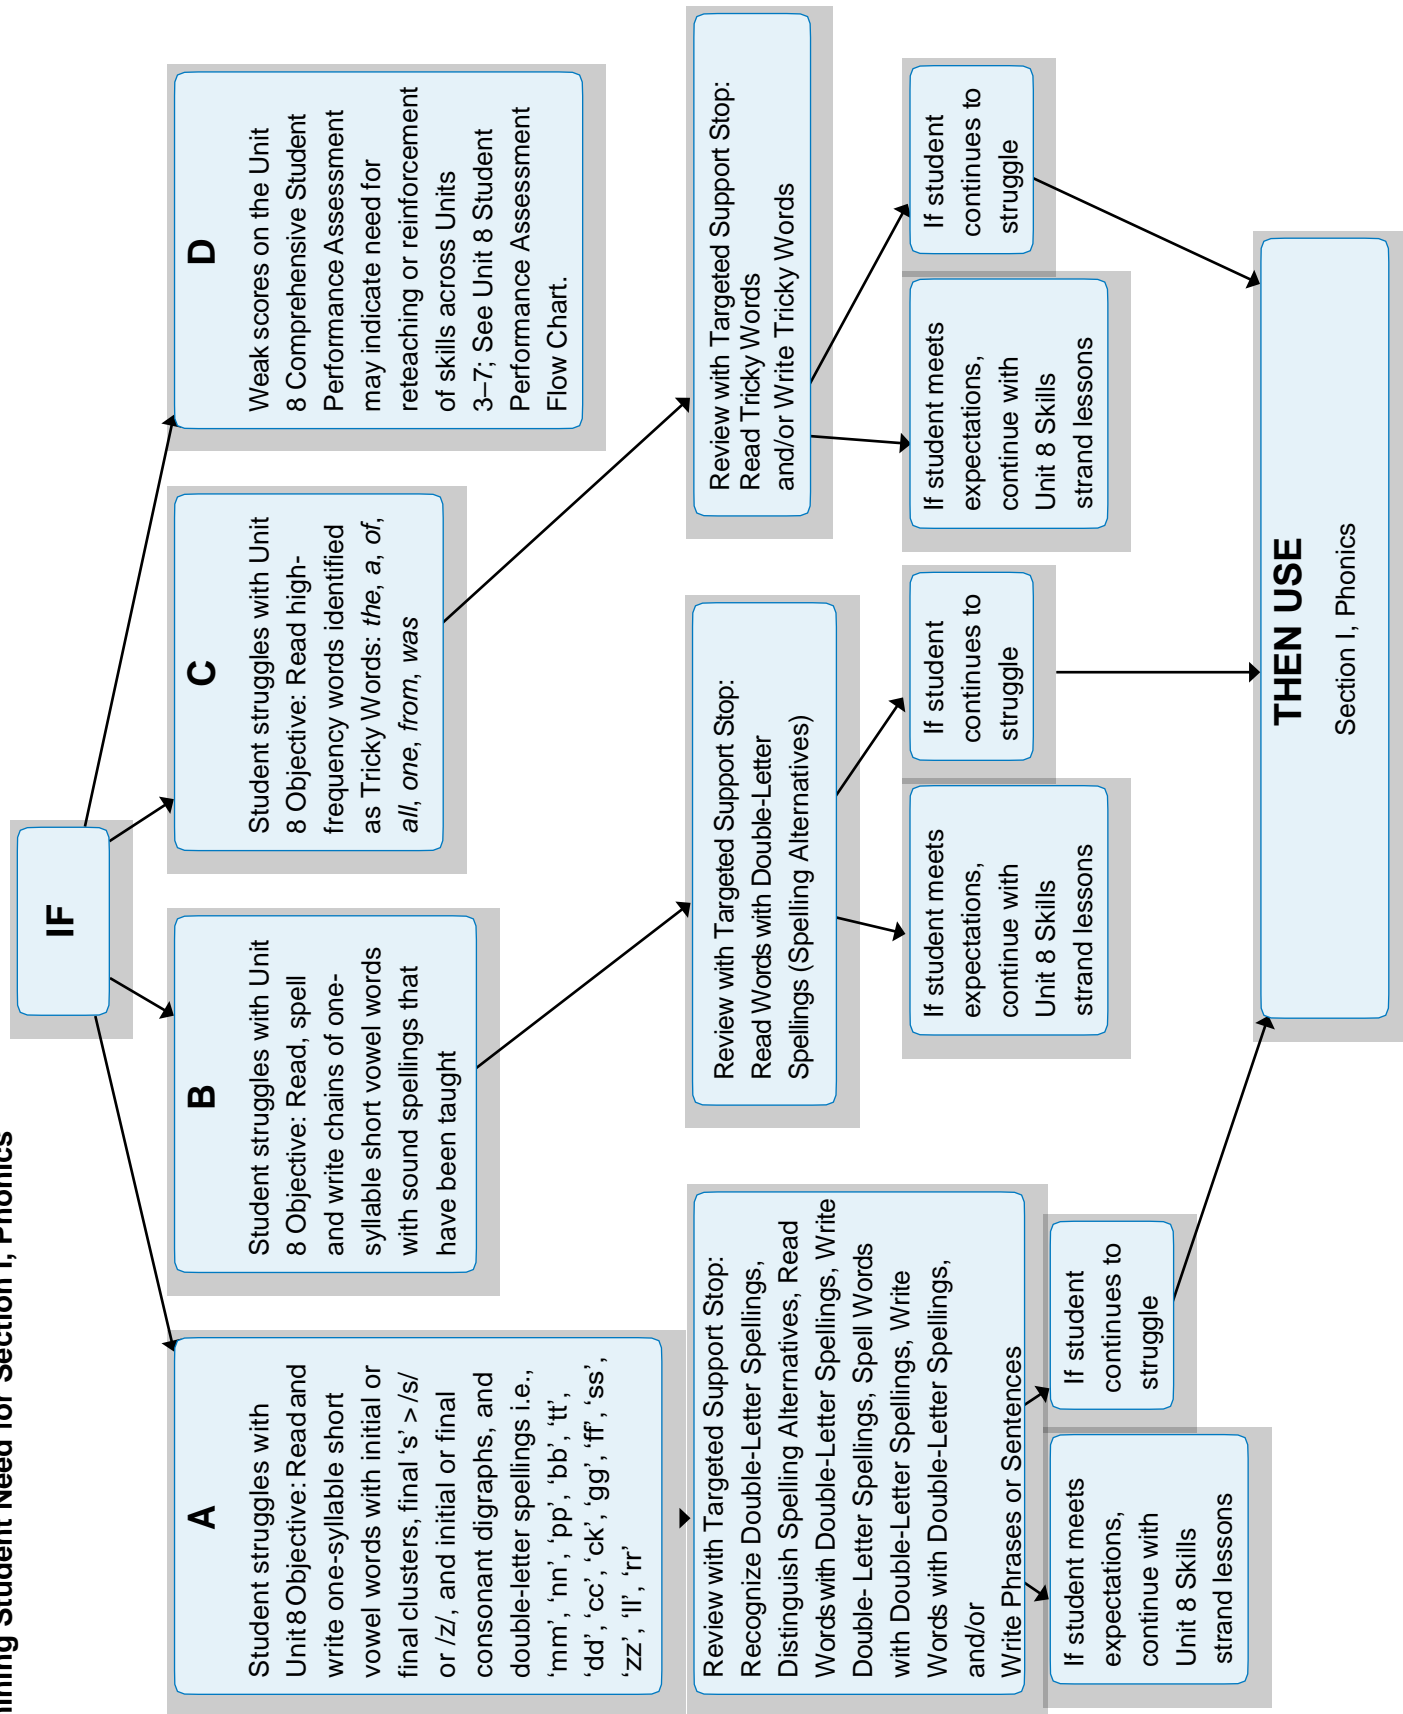 ining Student Need for Section I, Phonics
IF
A
Student struggles with
Unit 8 Objective: Read and
write one-syllable short
vowel words with initial or
final clusters, final ‘s’ > /s/
or /z/, and initial or final
consonant digraphs, and
double-letter spellings i.e.,
‘mm’, ‘nn’, ‘pp’, ‘bb’, ‘tt’,
‘dd’, ‘cc’, ‘ck’, ‘gg’, ‘ff’, ‘ss’,
‘zz’, ‘ll’, ‘rr’
B
Student struggles with Unit
8 Objective: Read, spell
and write chains of one-
syllable short vowel words
with sound spellings that
have been taught
C
Student struggles with Unit
8 Objective: Read high-
frequency words identified
as Tricky Words: the, a, of,
all, one, from, was
D
Weak scores on the Unit
8 Comprehensive Student
Performance Assessment
may indicate need for
reteaching or reinforcement
of skills across Units
3–7; See Unit 8 Student
Performance Assessment
Flow Chart.
Review with Targeted Support Stop:
Recognize Double-Letter Spellings,
Distinguish Spelling Alternatives, Read
Words with Double-Letter Spellings, Write
Double- Letter Spellings, Spell Words
with Double-Letter Spellings, Write
Words with Double-Letter Spellings,
and/or
Write Phrases or Sentences
Review with Targeted Support Stop:
Read Words with Double-Letter
Spellings (Spelling Alternatives)
Review with Targeted Support Stop:
Read Tricky Words
and/or Write Tricky Words
If student meets
expectations,
continue with
Unit 8 Skills
strand lessons
If student
continues to
struggle
If student meets
expectations,
continue with
Unit 8 Skills
strand lessons
If student
continues to
struggle
If student meets
expectations,
continue with
Unit 8 Skills
strand lessons
If student
continues to
struggle
THEN USE
Section I, Phonics